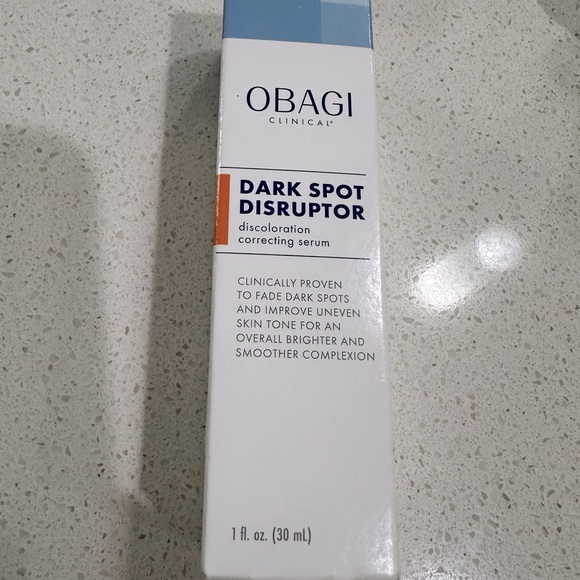 OBAGI
CLINICAL®
DARK SPOT
DISRUPTOR
discoloration
correcting serum
CLINICALLY PROVEN
TO FADE DARK SPOTS
AND IMPROVE UNEVEN
SKIN TONE FOR AN
OVERALL BRIGHTER AND
SMOOTHER COMPLEXION
1 fl. oz. (30 mL)